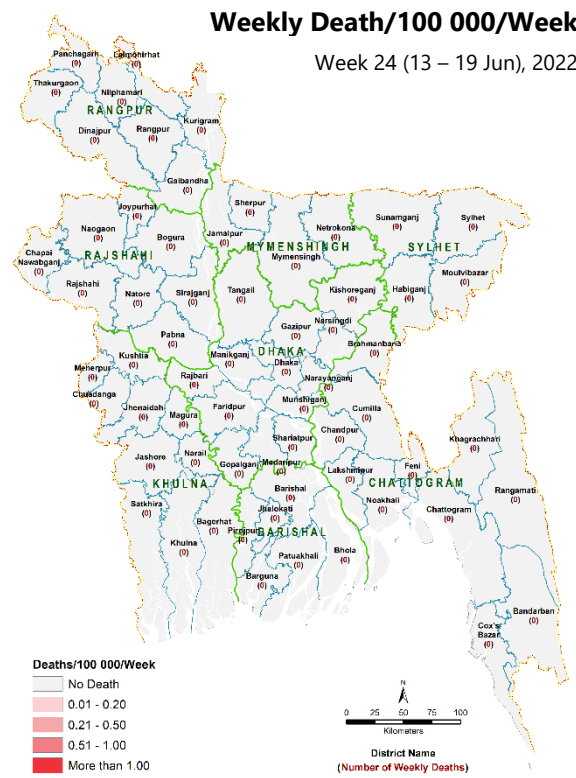 Weekly Death/100 000/Week
Week 24 (13 – 19 Jun), 2022
Panchagarh
(0)
Lalmohirhat
(0)
Thakurgaon
(0)
Nilphamari
(0)
RANGPUR
Dinajpur
(0)
Rangpur
(0)
Kurigram
(0)
Gaibandha
(0)
Joypurhat
(0)
Sherpur
(0)
Naogaon
(0)
Bogura
(0)
Jamalpur
(0)
Netrokona
(0)
Sunamganj
(0)
Sylhet
(0)
MYMENSINGH
SYLHET
Chapai
Nawabganj
(0)
RAJSHAHI
Mymensingh
(0)
Moulvibazar
(0)
Rajshahi
(0)
Natore
(0)
Sirajganj
(0)
Tangail
(0)
Kishoreganj
(0)
Habiganj
(0)
Pabna
(0)
Gazipur
(0)
Narsingdi
(0)
Kushtia
(0)
Manikganj
(0)
DHAKA
Dhaka
(0)
Brahmanbaria
(0)
Meherpur
(0)
Rajbari
(0)
Narayanganj
(0)
Chuadanga
(0)
Jhenaidah
(0)
Magura
(0)
Faridpur
(0)
Munshiganj
(0)
Cumilla
(0)
Chandpur
(0)
Khagrachhari
(0)
Jashore
(0)
Narail
(0)
Gopalganj
(0)
Shariatpur
(0)
Madaripur
(0)
Lakshmipur
(0)
Feni
(0)
KHULNA
CHATTOGRAM
Rangamati
(0)
Satkhira
(0)
Khulna
(0)
Bagerhat
(0)
Barishal
(0)
Jhalokati
(0)
Pirojpur
(0)
BARISHAL
Noakhali
(0)
Chattogram
(0)
Patuakhali
(0)
Bhola
(0)
Barguna
(0)
Bandarban
(0)
Cox's
Bazar
(0)
Deaths/100 000/Week
No Death
0.01 - 0.20
0.21 - 0.50
0.51 - 1.00
More than 1.00
N
0 25 50 75 100
Kilometers
District Name
(Number of Weekly Deaths)